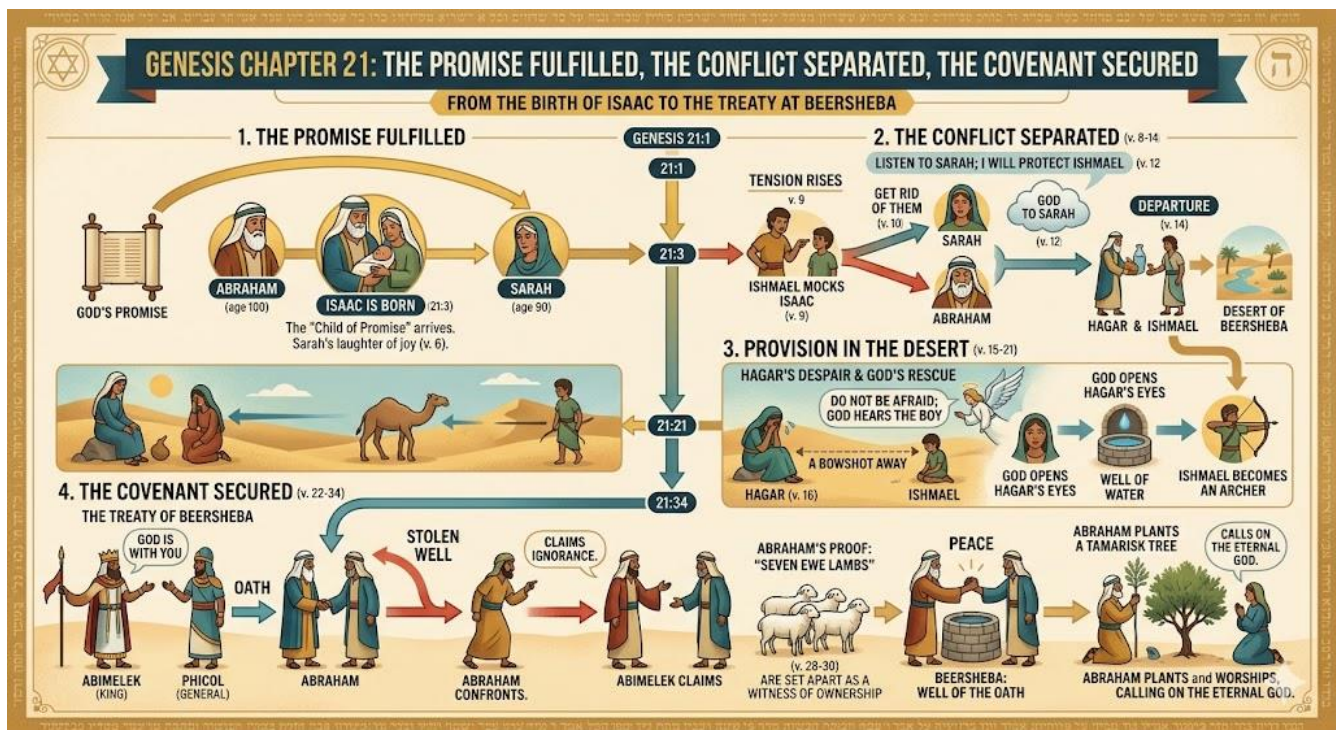 GENESIS CHAPTER 21: THE PROMISE FULFILLED, THE CONFLICT SEPARATED, THE COVENANT SECURED
FROM THE BIRTH OF ISAAC TO THE TREATY AT BEERSHEBA
ה
1. THE PROMISE FULFILLED
GOD'S PROMISE
ABRAHAM
(age 100)
ISAAC IS BORN (21:3)
The "Child of Promise" arrives.
Sarah's laughter of joy (v. 6).
SARAH
(age 90)
GENESIS 21:1
21:1
21:3
21:21
21:34
2. THE CONFLICT SEPARATED (v. 8-14)
LISTEN TO SARAH; I WILL PROTECT ISHMAEL (v. 12
TENSION RISES
v. 9
ISHMAEL MOCKS
ISAAC
(v. 9)
GET RID
OF THEM
(v. 10)
SARAH
ABRAHAM
GOD
TO SARAH
(v. 12)
DEPARTURE
(v. 14)
HAGAR & ISHMAEL
DESERT OF
BEERSHEBA
3. PROVISION IN THE DESERT (v. 15-21)
HAGAR'S DESPAIR & GOD'S RESCUE
DO NOT BE AFRAID;
GOD HEARS THE BOY
A BOWSHOT AWAY
HAGAR (v. 16)
ISHMAEL
GOD OPENS
HAGAR'S EYES
GOD OPENS
HAGAR'S EYES
WELL OF
WATER
ISHMAEL BECOMES
AN ARCHER
4. THE COVENANT SECURED (v. 22-34)
THE TREATY OF BEERSHEBA
GOD IS
WITH YOU
ABIMELEK
(KING)
PHICOL
(GENERAL)
OATH
ABRAHAM
STOLEN
WELL
ABRAHAM
CONFRONTS.
CLAIMS
IGNORANCE.
ABIMELEK CLAIMS
ABRAHAM'S PROOF:
"SEVEN EWE LAMBS"
(v. 28-30)
ARE SET APART AS A
WITNESS OF OWNERSHIP
PEACE
BEERSHEBA:
WELL OF THE OATH
ABRAHAM PLANTS
A TAMARISK TREE
CALLS ON
THE ETERNAL
GOD.
ABRAHAM PLANTS and WORSHIPS,
CALLING ON THE ETERNAL GOD.